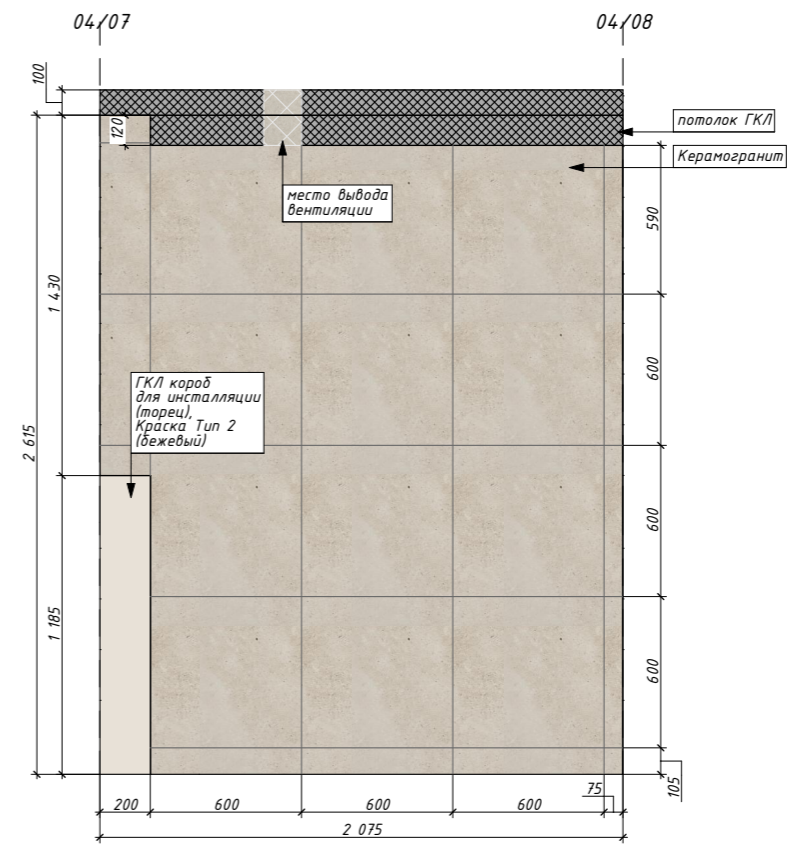 04/07
04/08
100
120
потолок ГКЛ
Керамогранит
место вывода
вентиляции
590
1 430
600
ГКЛ короб
для инсталляции
(торец),
Краска Тип 2
(бежевый)
2 615
600
1 185
600
105
75
200
600
600
600
2 075